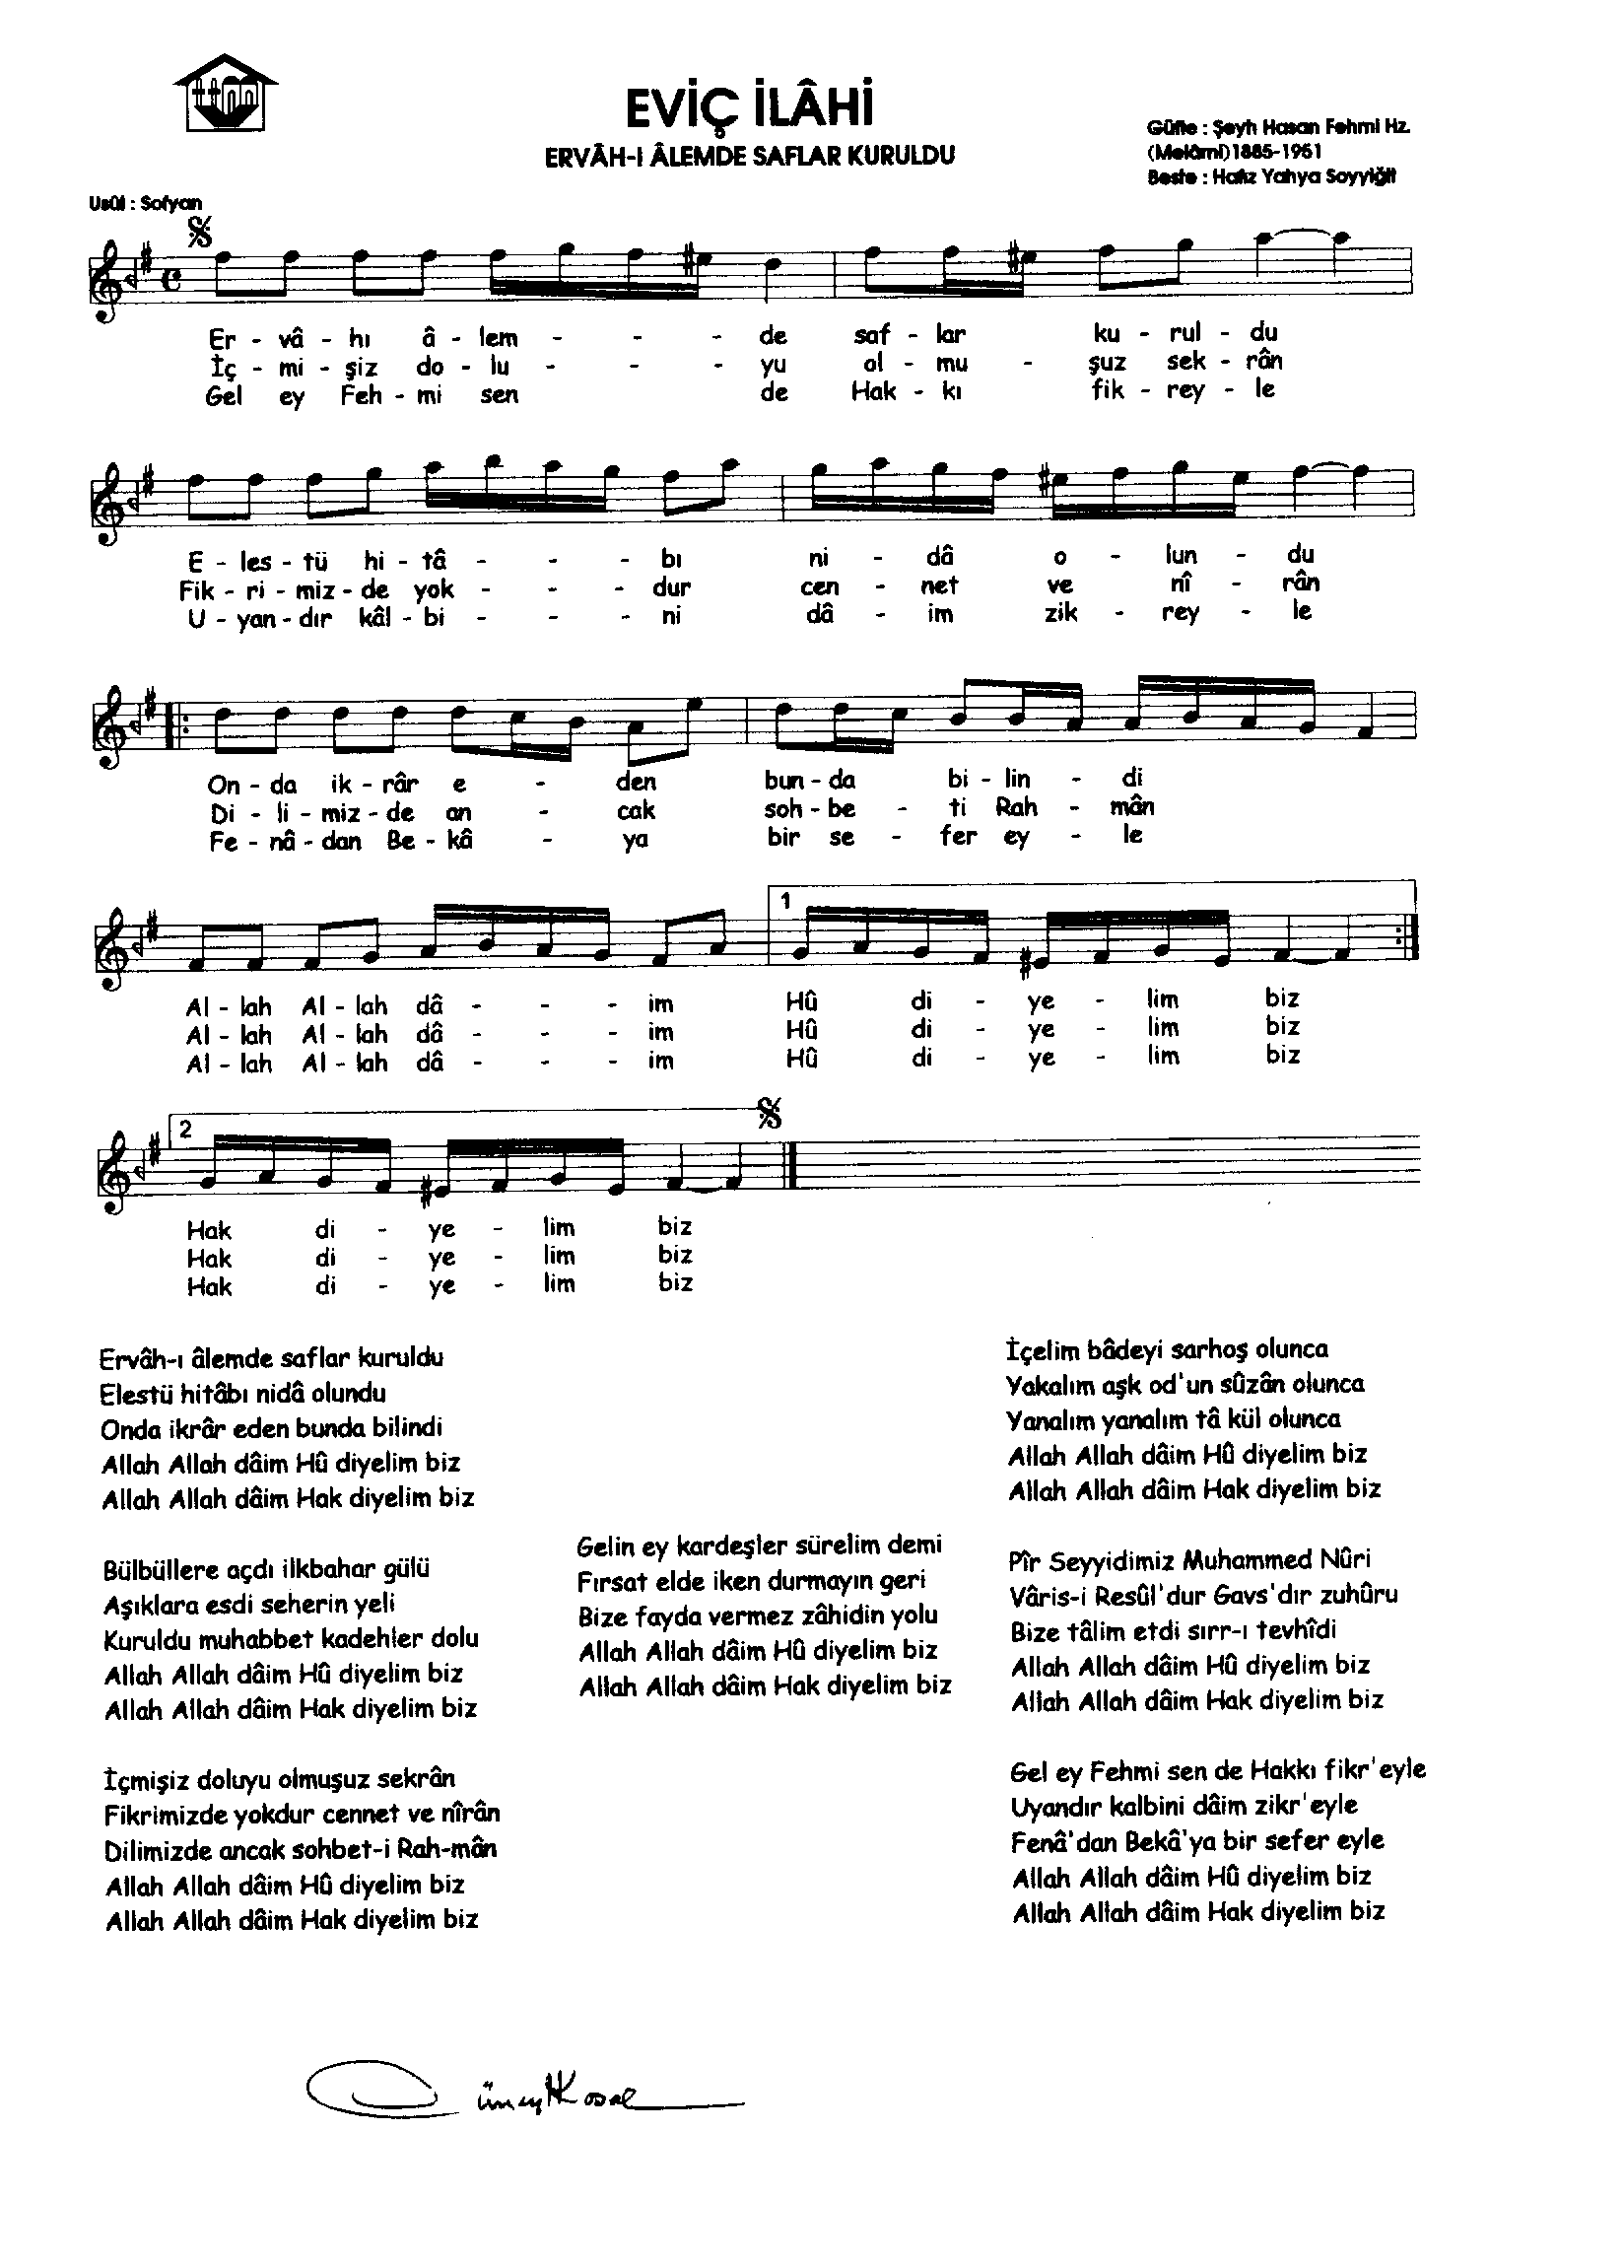 EVİÇ İLÂHİ
ERVÂH-I ÂLEMDE SAFLAR KURULDU
Güfte : Şeyh Hasan Fehmi Hz.
(Melâmî)1885-1961
Beste : Hafız Yahya Soyyiğit
Usûl : Sofyan
Er - vâ - hı â - lem - - - de saf - lar ku - rul - du
İç - mi - şiz do - lu - - - yu ol - mu - şuz sek - rân
Gel ey Feh - mi sen de Hak - kı fik - rey - le
E - les - tü hi - tâ - - - bı ni - dâ o - lun - du
Fik - ri - miz - de yok - - - dur cen - net ve nî - rân
U - yan - dır kâl - bi - - - ni dâ - im zik - rey - le
On - da ik - râr e - den bun - da bi - lin - di
Di - li - miz - de an - cak soh - be - ti Rah - mân
Fe - nâ - dan Be - kâ - ya bir se - fer ey - le
1
Al - lah Al - lah dâ - - - im Hû di - ye - lim biz
Al - lah Al - lah dâ - - - im Hû di - ye - lim biz
Al - lah Al - lah dâ - - - im Hû di - ye - lim biz
2
Hak di - ye - lim biz
Hak di - ye - lim biz
Hak di - ye - lim biz
Ervâh-ı âlemde saflar kuruldu
Elestü hitâbı nidâ olundu
Onda ikrâr eden bunda bilindi
Allah Allah dâim Hû diyelim biz
Allah Allah dâim Hak diyelim biz
Bülbüllere açdı ilkbahar gülü
Aşıklara esdi seherin yeli
Kuruldu muhabbet kadehler dolu
Allah Allah dâim Hû diyelim biz
Allah Allah dâim Hak diyelim biz
İçmişiz doluyu olmuşuz sekrân
Fikrimizde yokdur cennet ve nîrân
Dilimizde ancak sohbet-i Rah-mân
Allah Allah dâim Hû diyelim biz
Allah Allah dâim Hak diyelim biz
Gelin ey kardeşler sürelim demi
Fırsat elde iken durmayın geri
Bize fayda vermez zâhidin yolu
Allah Allah dâim Hû diyelim biz
Allah Allah dâim Hak diyelim biz
İçelim bâdeyi sarhoş olunca
Yakalım aşk od'un sûzân olunca
Yanalım yanalım tâ kül olunca
Allah Allah dâim Hû diyelim biz
Allah Allah dâim Hak diyelim biz
Pîr Seyyidimiz Muhammed Nûri
Vâris-i Resûl'dur Gavs'dır zuhûru
Bize tâlim etdi sırr-ı tevhîdi
Allah Allah dâim Hû diyelim biz
Allah Allah dâim Hak diyelim biz
Gel ey Fehmi sen de Hakkı fikr'eyle
Uyandır kalbini dâim zikr'eyle
Fenâ'dan Bekâ'ya bir sefer eyle
Allah Allah dâim Hû diyelim biz
Allah Allah dâim Hak diyelim biz